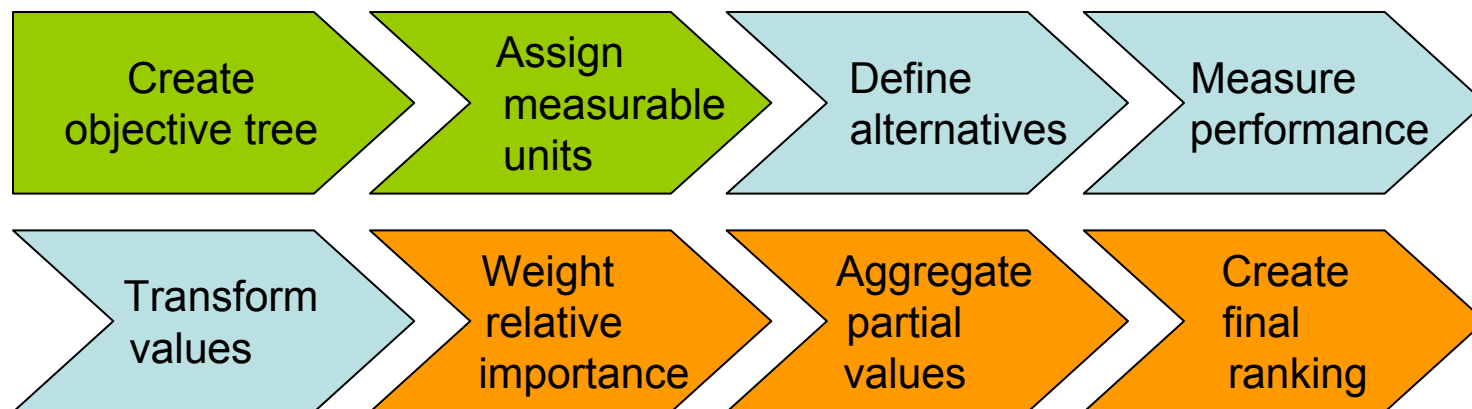 Create
objective tree
Assign
measurable
units
Define
alternatives
Measure
performance
Transform
values
Weight
relative
importance
Aggregate
partial
values
Create
final
ranking